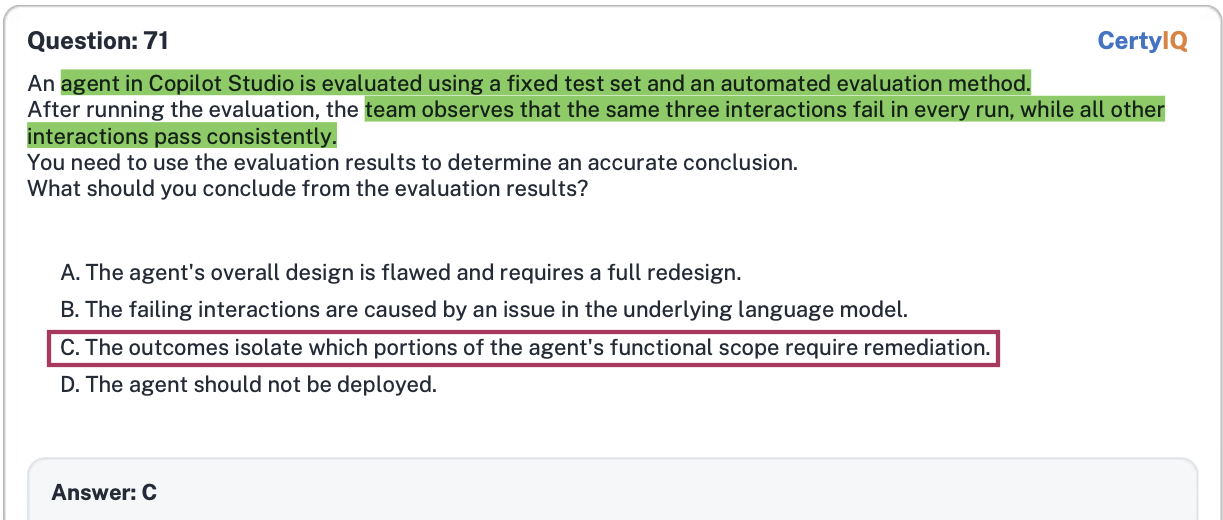 Question: 71
CertyIQ
An agent in Copilot Studio is evaluated using a fixed test set and an automated evaluation method.
After running the evaluation, the team observes that the same three interactions fail in every run, while all other
interactions pass consistently.
You need to use the evaluation results to determine an accurate conclusion.
What should you conclude from the evaluation results?
A. The agent's overall design is flawed and requires a full redesign.
B. The failing interactions are caused by an issue in the underlying language model.
C. The outcomes isolate which portions of the agent's functional scope require remediation.
D. The agent should not be deployed.
Answer: C